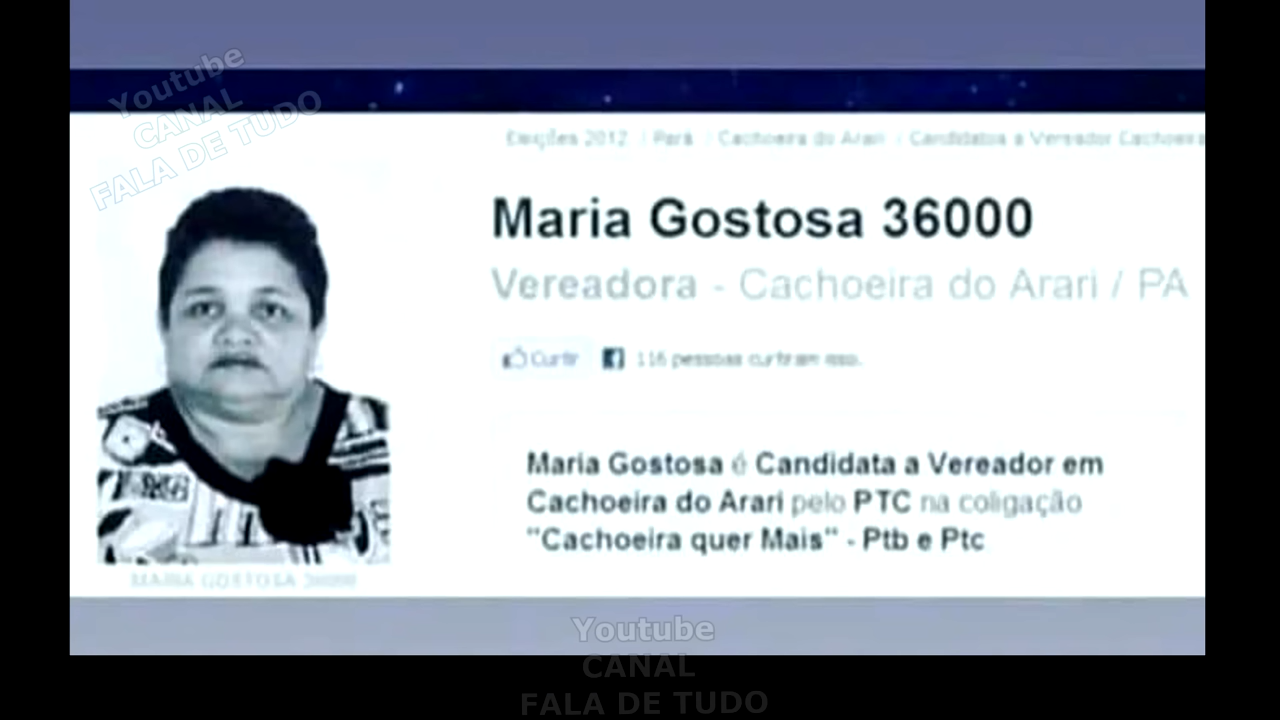 Youtube
CANAL
FALA DE TUDO
Eleições 2012 / Pará / Cachoeira do Arari / Candidatos a Vereador Cachoeira
Maria Gostosa 36000
Vereadora - Cachoeira do Arari / PA
Curtir 116 pessoas curtiram isso.
Maria Gostosa é Candidata a Vereador em
Cachoeira do Arari pelo PTC na coligação
"Cachoeira quer Mais" - Ptb e Ptc
MARIA GOSTOSA 36000
Youtube
CANAL
FALA DE TUDO